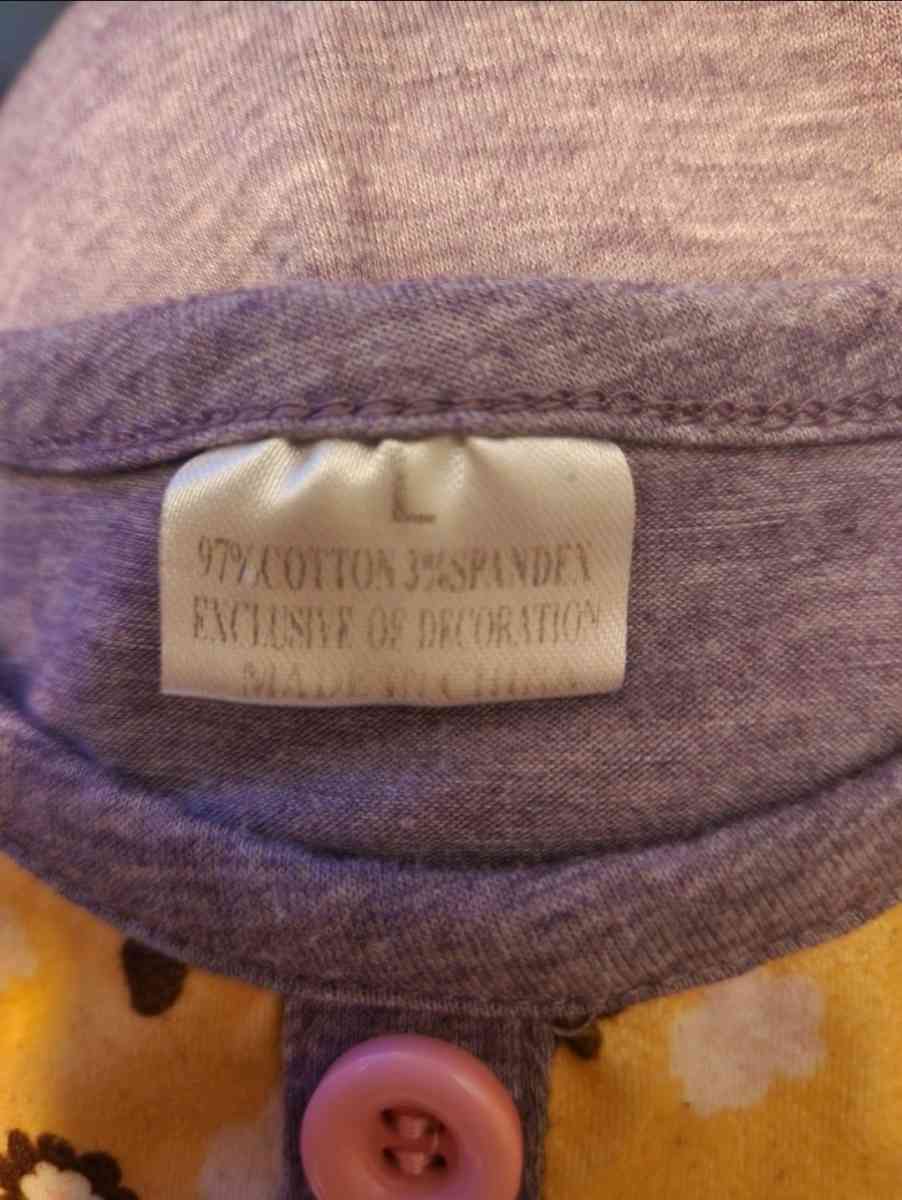 L
97%COTTON 3%SPANDEX
EXCLUSIVE OF DECORATION
MADE IN CHINA